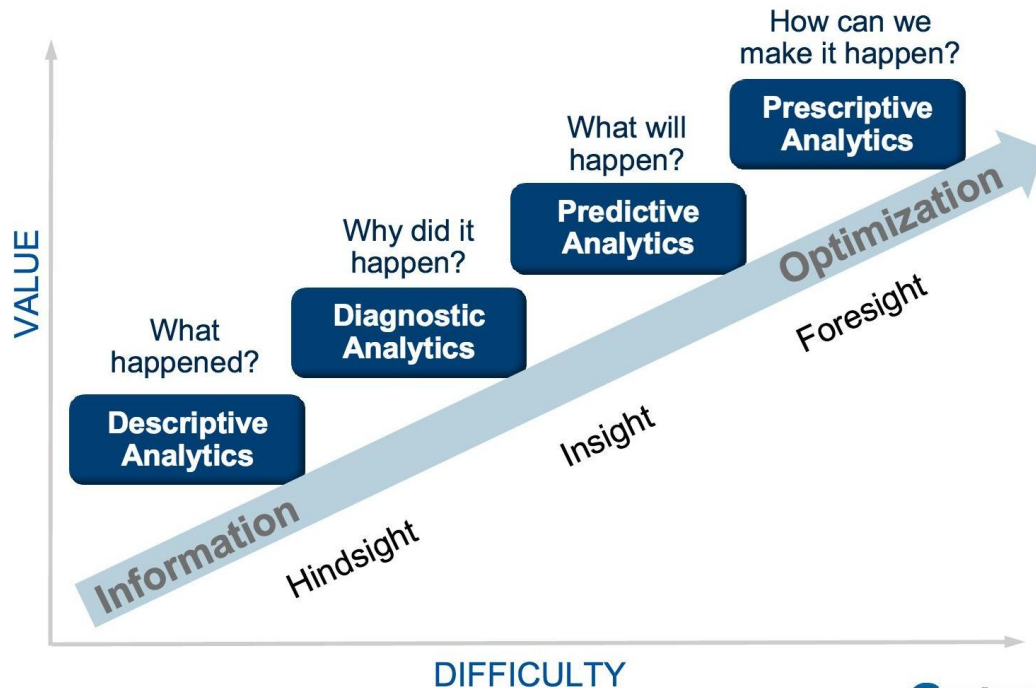 How can we
make it happen?
Prescriptive
Analytics
What will
happen?
Predictive
Analytics
Optimization
Why did it
happen?
Foresight
Diagnostic
Analytics
VALUE
What
happened?
Insight
Descriptive
Analytics
Information
Hindsight
DIFFICULTY